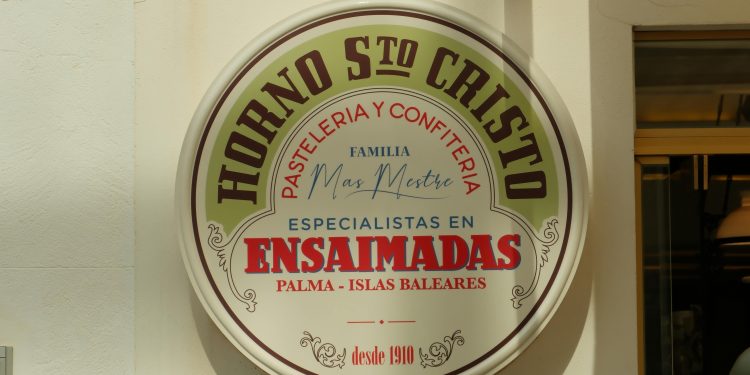 HORNO STO CRISTO
PASTELERIA Y CONFITERIA
FAMILIA
Mas Mestre
ESPECIALISTAS EN
ENSAIMADAS
PALMA - ISLAS BALEARES
desde 1910